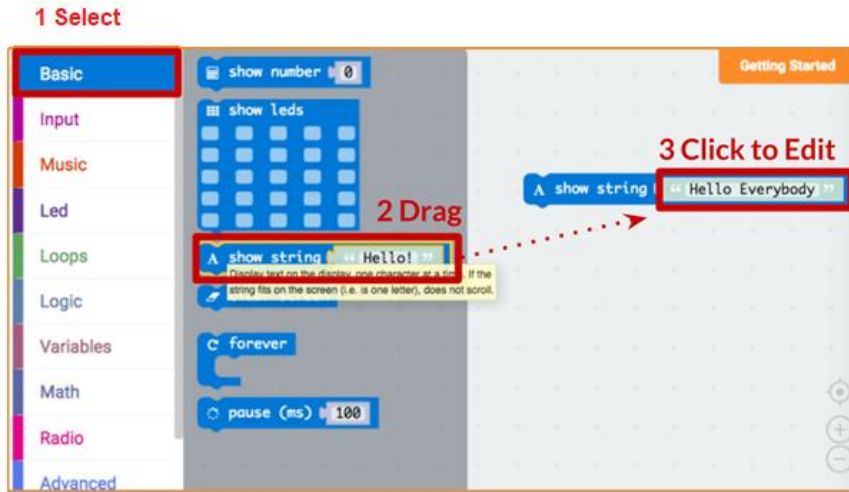 1 Select
Basic
Input
Music
Led
Loops
Logic
Variables
Math
Radio
Advanced
show number 0
show leds
2 Drag
A show string “ Hello! ”
Display text on the display, one character at a time. If the
string fits on the screen (i.e. is one letter), does not scroll.
forever
pause (ms) 100
Getting Started
3 Click to Edit
A show string “ Hello Everybody ”